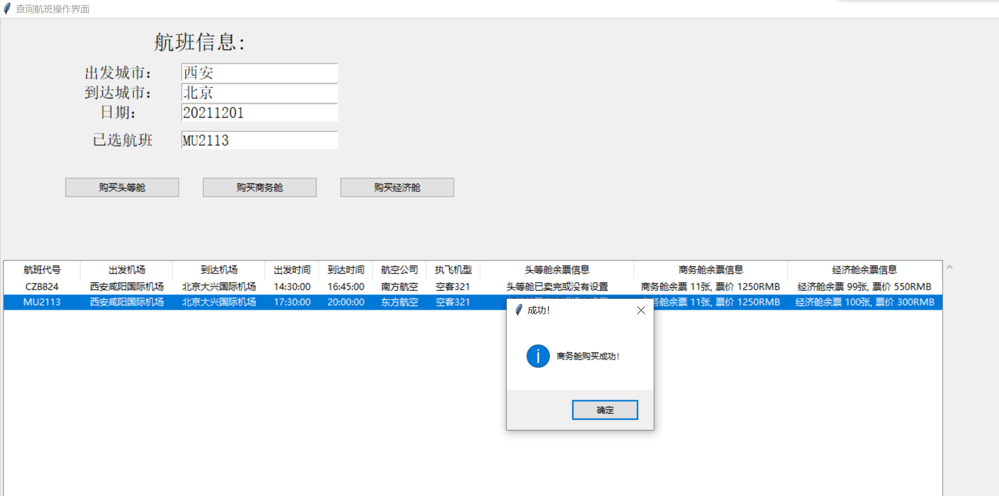 查询航班操作界面
航班信息:
出发城市: 西安
到达城市: 北京
日期: 20211201
已选航班 MU2113
购买头等舱 购买商务舱 购买经济舱
航班代号 出发机场 到达机场 出发时间 到达时间 航空公司 执飞机型 头等舱余票信息 商务舱余票信息 经济舱余票信息
CZ8824 西安咸阳国际机场 北京大兴国际机场 14:30:00 16:45:00 南方航空 空客321 头等舱已卖完或没有设置 商务舱余票 11张, 票价 1250RMB 经济舱余票 99张, 票价 550RMB
MU2113 西安咸阳国际机场 北京大兴国际机场 17:30:00 20:00:00 东方航空 空客321 务舱余票 11张, 票价 1250RMB 经济舱余票 100张, 票价 300RMB
成功!
商务舱购买成功!
确定